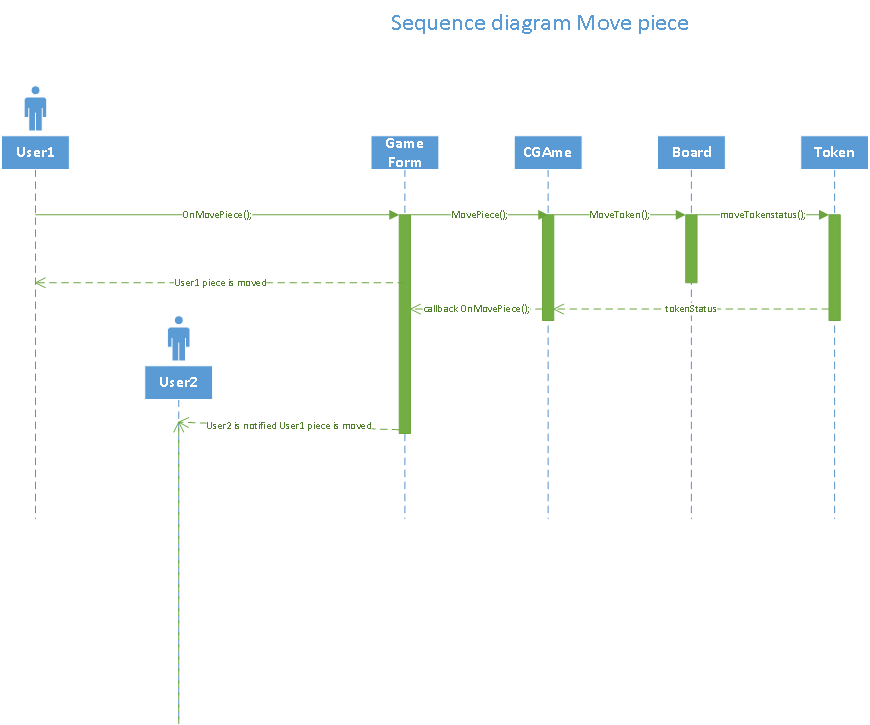 Sequence diagram Move piece
User1
Game
Form
CGAme
Board
Token
OnMovePiece();
MovePiece();
MoveToken();
moveTokenstatus();
User1 piece is moved
callback OnMovePiece();
tokenStatus
User2
User2 is notified User1 piece is moved